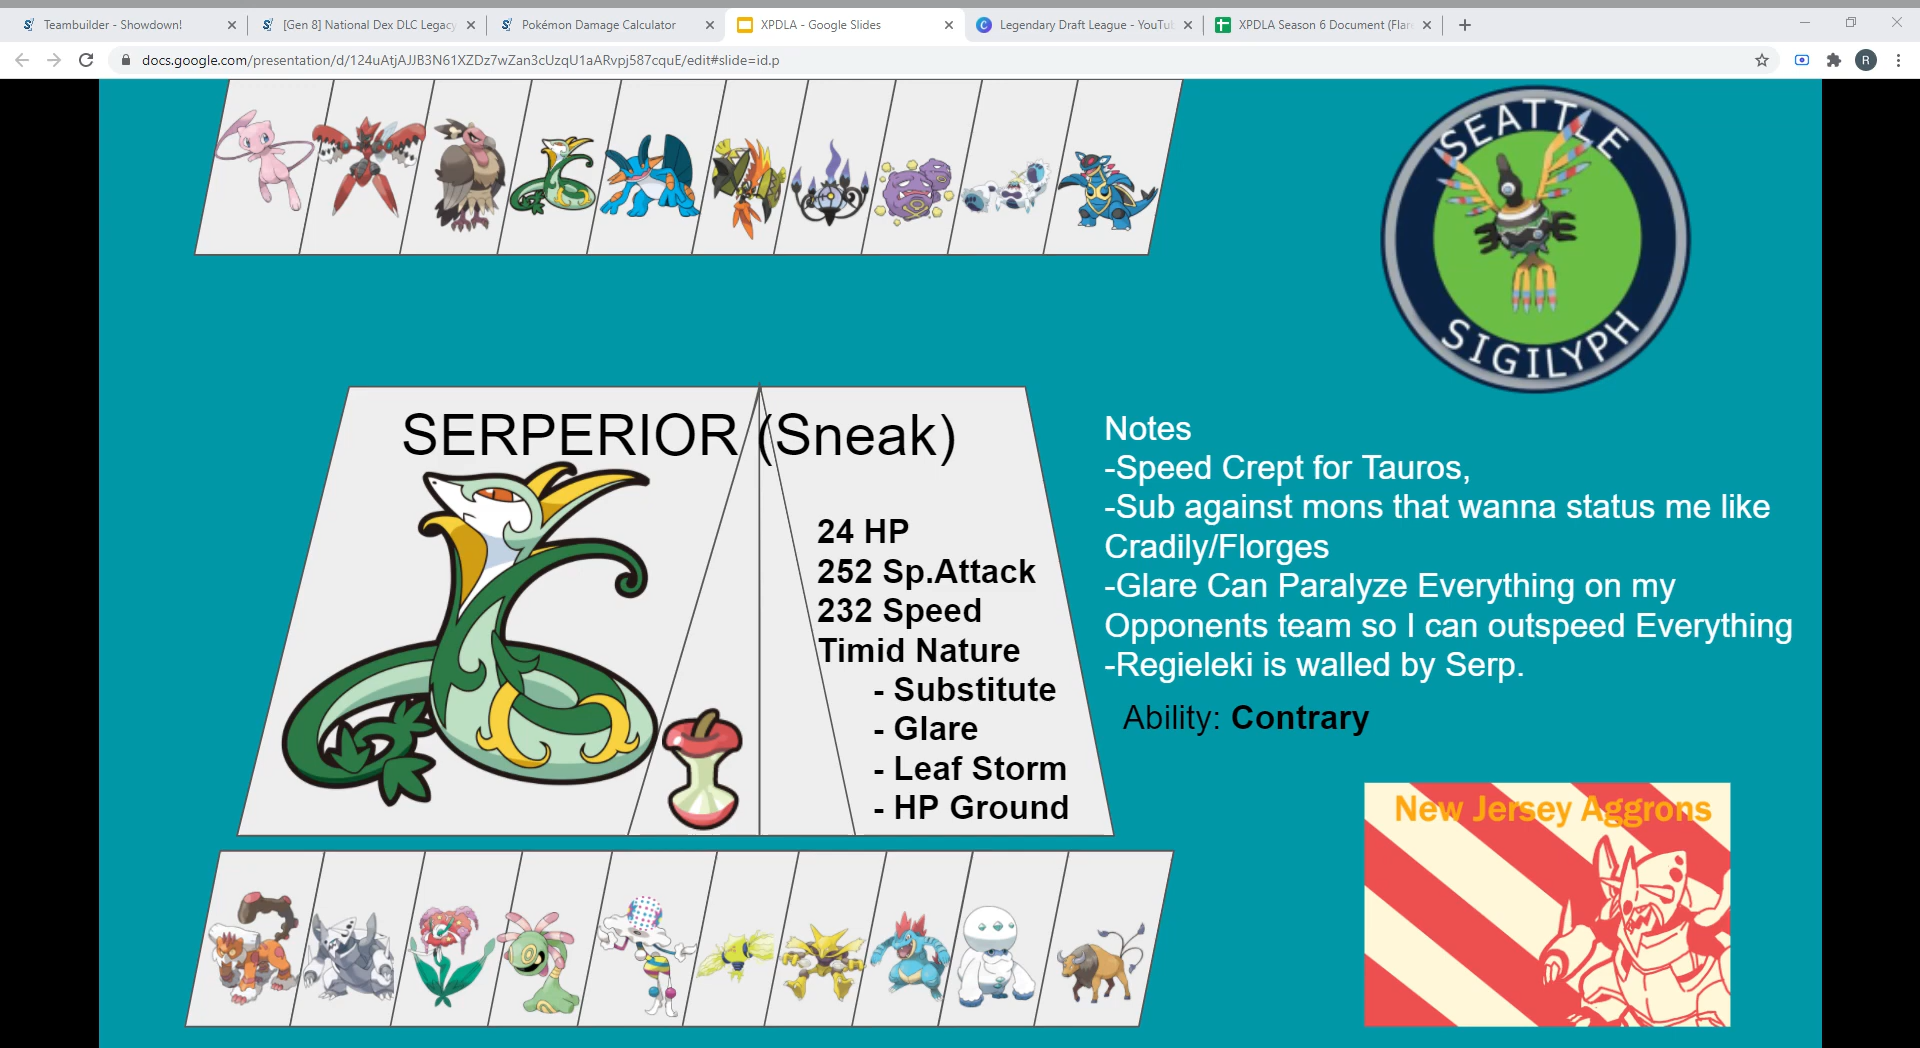 Teambuilder - Showdown!
[Gen 8] National Dex DLC Legacy
Pokémon Damage Calculator
XPDLA - Google Slides
Legendary Draft League - YouTu
XPDLA Season 6 Document (Flar
docs.google.com/presentation/d/124uAtjAJJB3N61XZDz7wZan3cUzqU1aARvpj587cquE/edit#slide=id.p
R
SEATTLE
SIGILYPH
SERPERIOR (Sneak)
24 HP
252 Sp.Attack
232 Speed
Timid Nature
- Substitute
- Glare
- Leaf Storm
- HP Ground
Notes
-Speed Crept for Tauros,
-Sub against mons that wanna status me like
Cradily/Florges
-Glare Can Paralyze Everything on my
Opponents team so I can outspeed Everything
-Regieleki is walled by Serp.
Ability: Contrary
New Jersey Aggrons